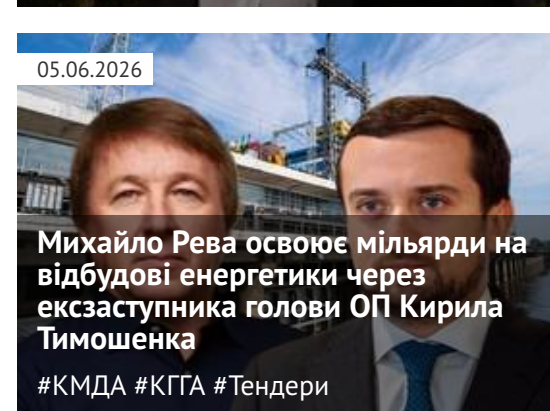 05.06.2026
Михайло Рева освоює мільярди на
відбудові енергетики через
ексзаступника голови ОП Кирила
Тимошенка
#КМДА #КГГА #Тендери